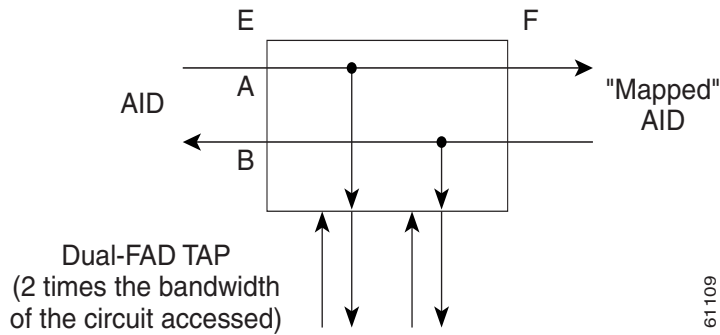 E
F
A
AID
"Mapped"
AID
B
Dual-FAD TAP
(2 times the bandwidth
of the circuit accessed)
61109